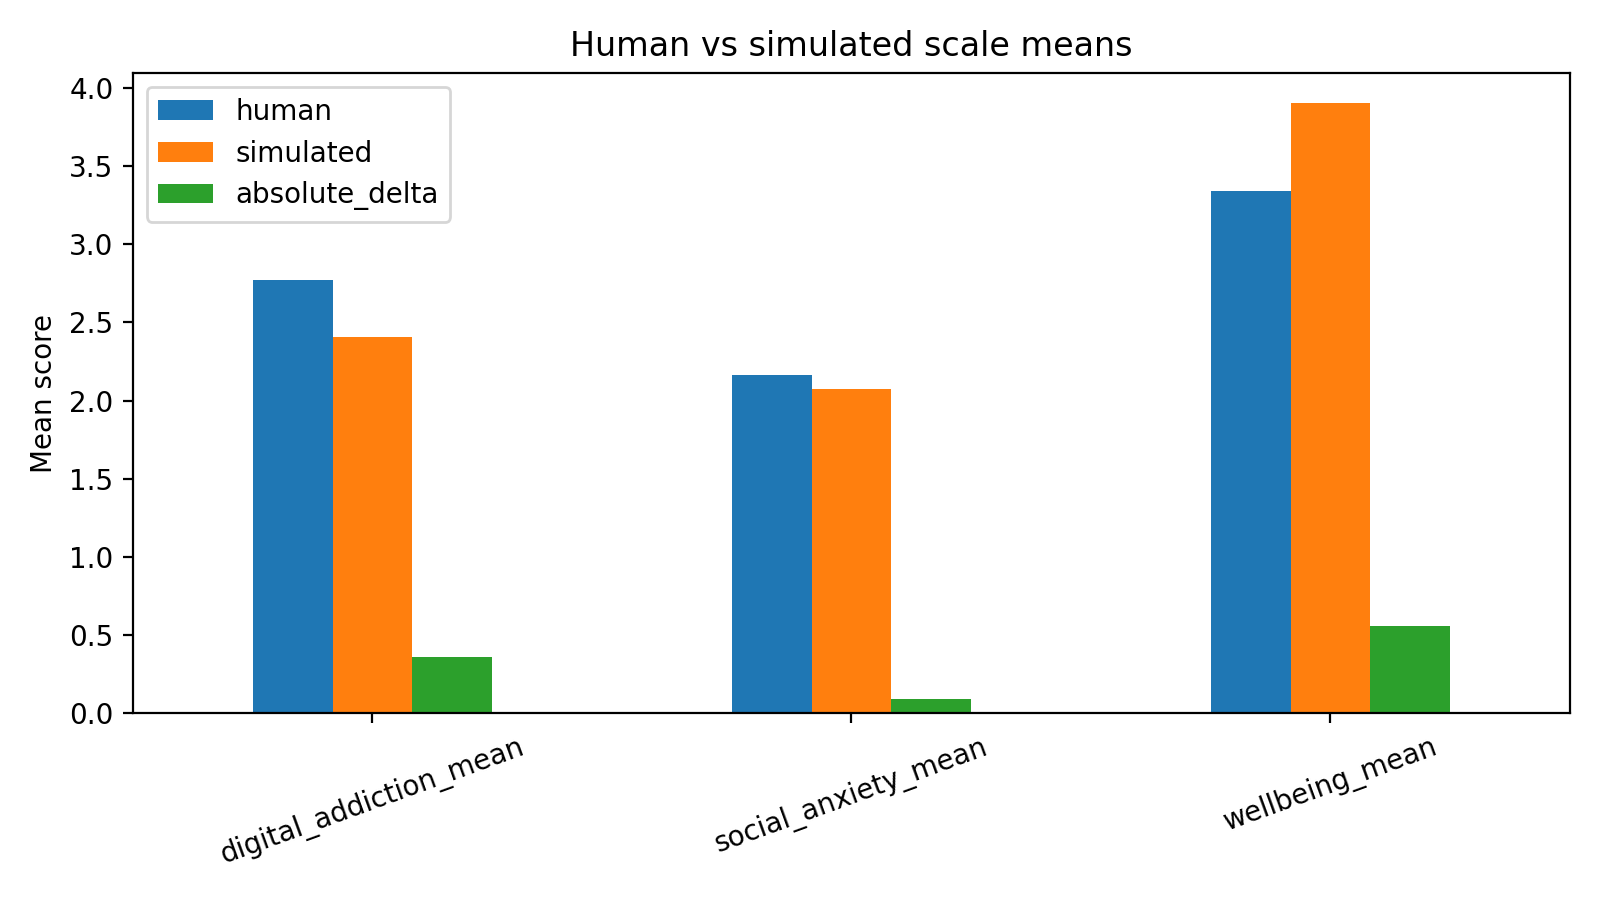 Human vs simulated scale means
human
simulated
absolute_delta
Mean score
4.0
3.5
3.0
2.5
2.0
1.5
1.0
0.5
0.0
digital_addiction_mean
social_anxiety_mean
wellbeing_mean